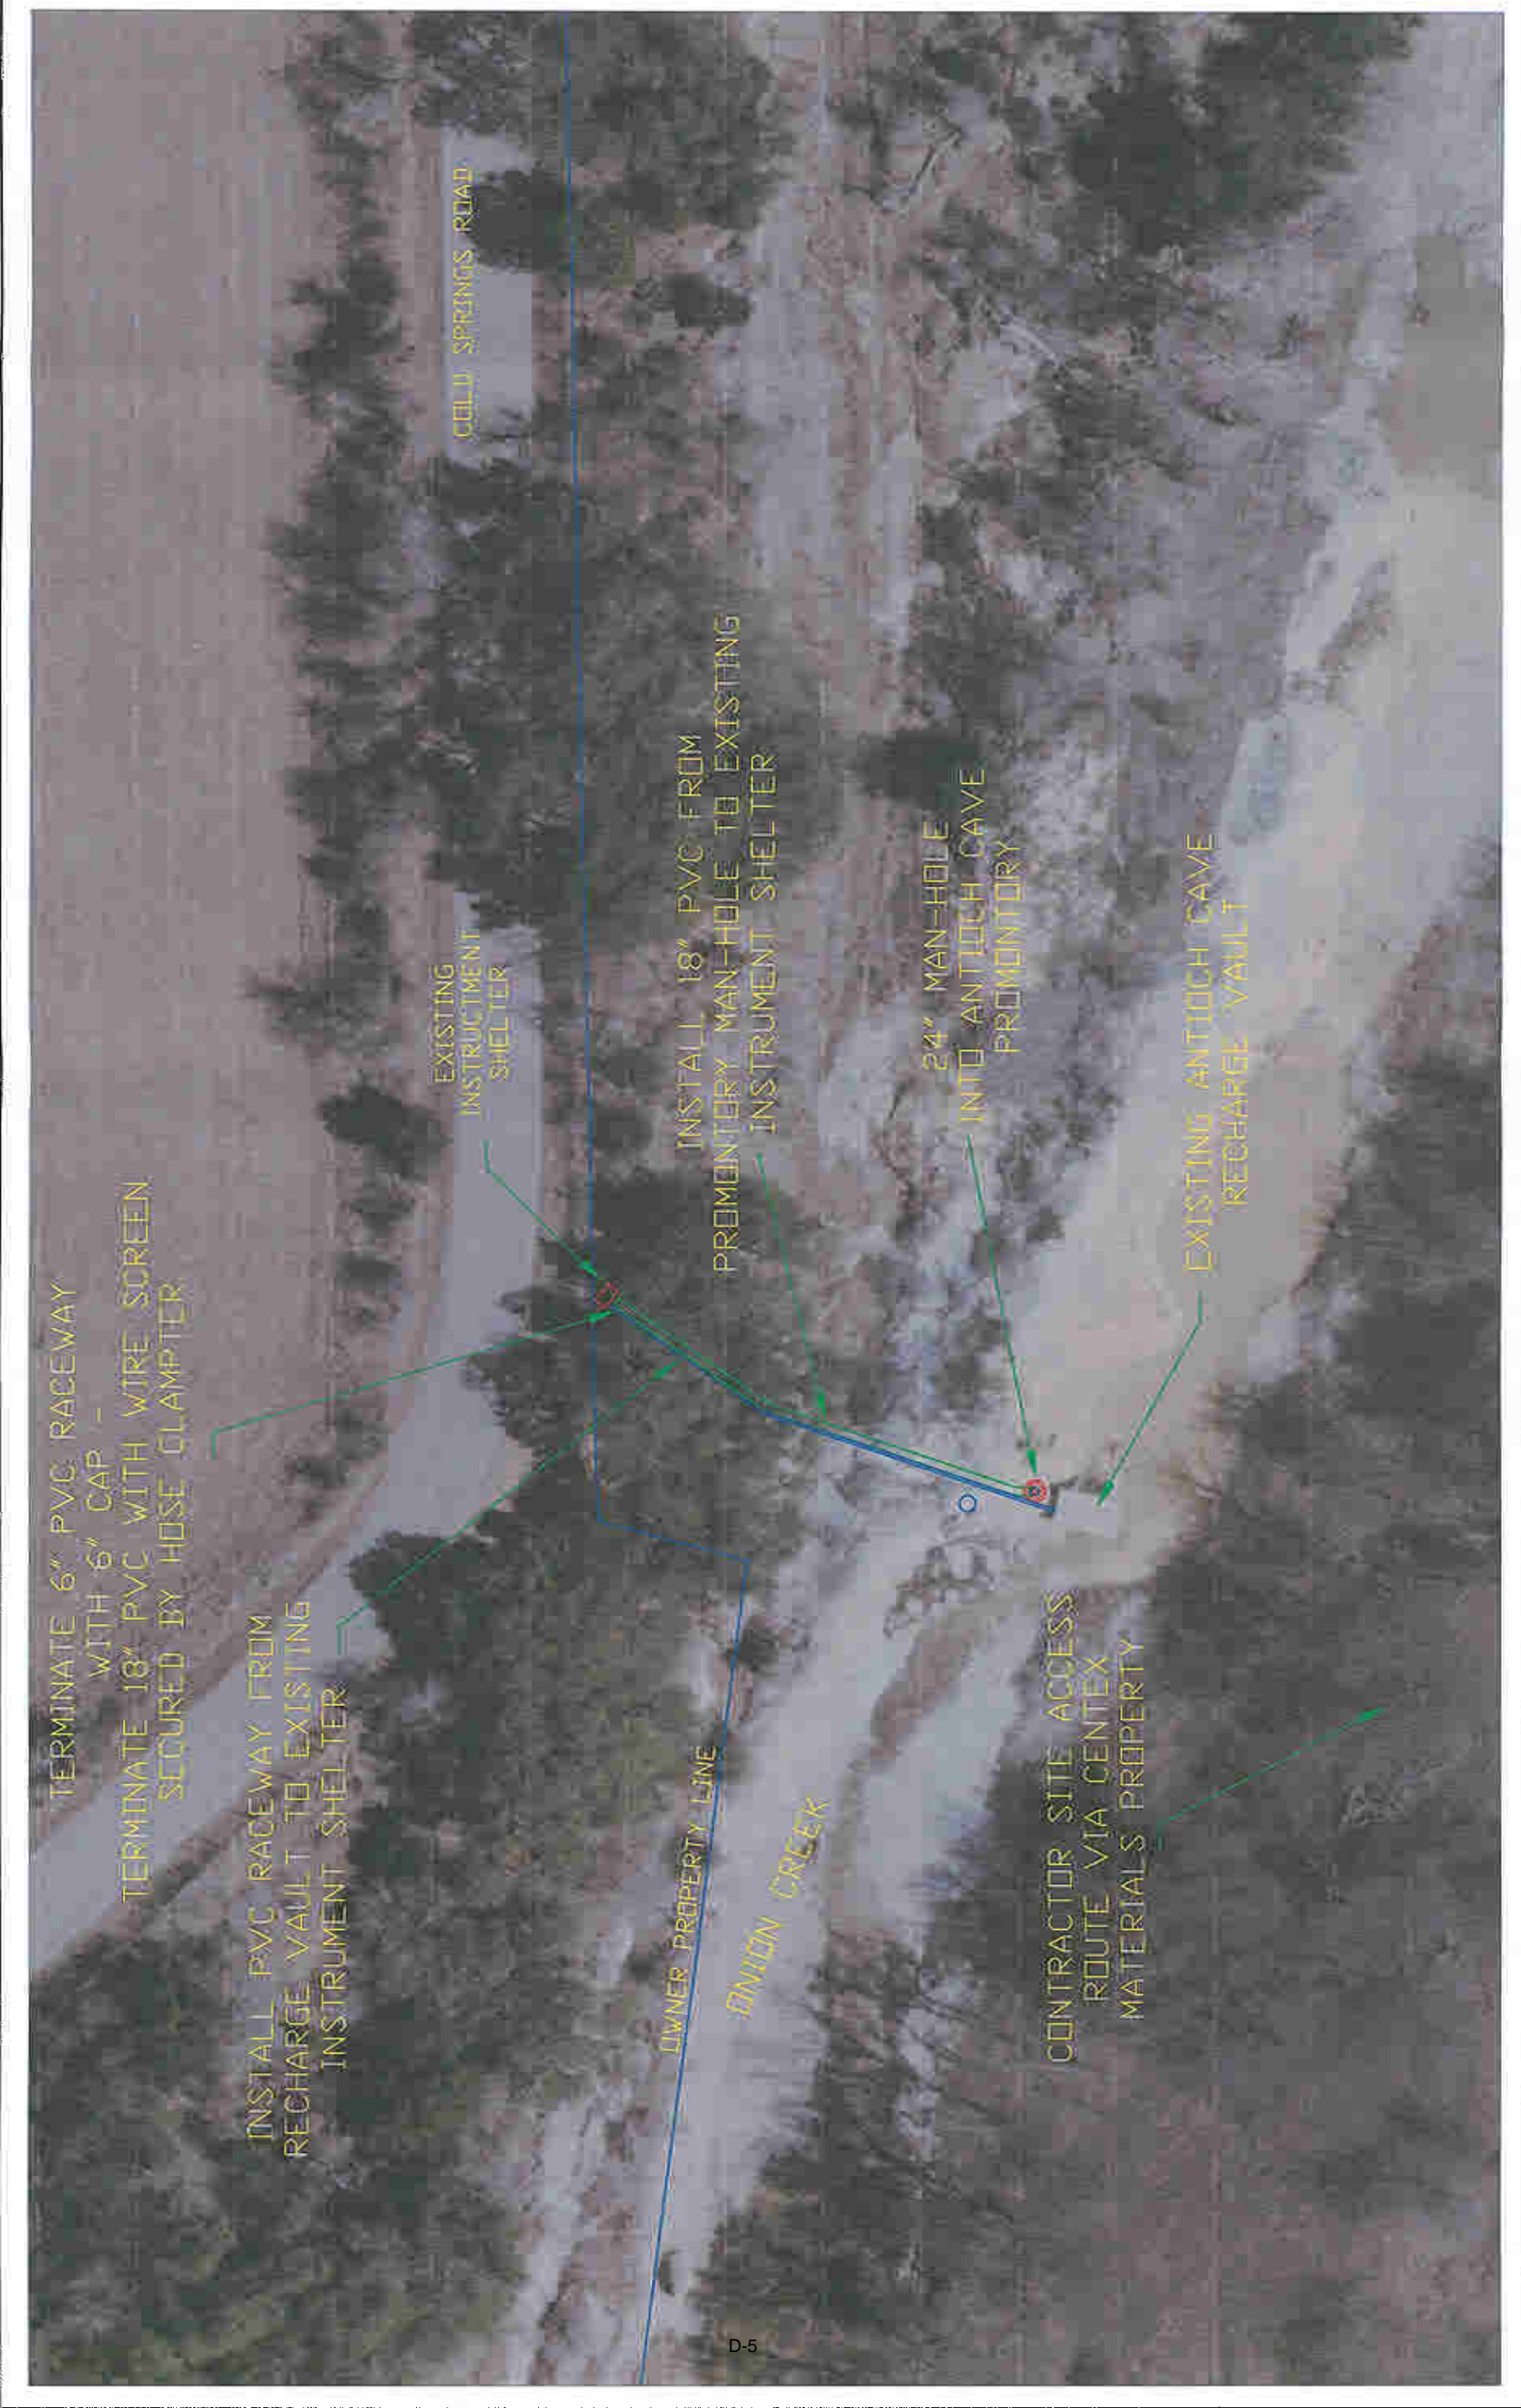 TERMINATE 6" PVC RACEWAY
WITH 6" CAP -
TERMINATE 18" PVC WITH WIRE SCREEN
SECURED BY HOSE CLAMPTER
INSTALL PVC RACEWAY FROM
RECHARGE VAULT TO EXISTING
INSTRUMENT SHELTER
EXISTING
INSTRUCTMENT
SHELTER
COLD SPRINGS ROAD
INSTALL 18" PVC FROM
PROMONTORY MAN-HOLE TO EXISTING
INSTRUMENT SHELTER
OWNER PROPERTY LINE
ONION CREEK
24" MAN-HOLE
INTO ANTIOCH CAVE
PROMONTORY
CONTRACTOR SITE ACCESS
ROUTE VIA CENTEX
MATERIALS PROPERTY
EXISTING ANTIOCH CAVE
RECHARGE VAULT
D-5